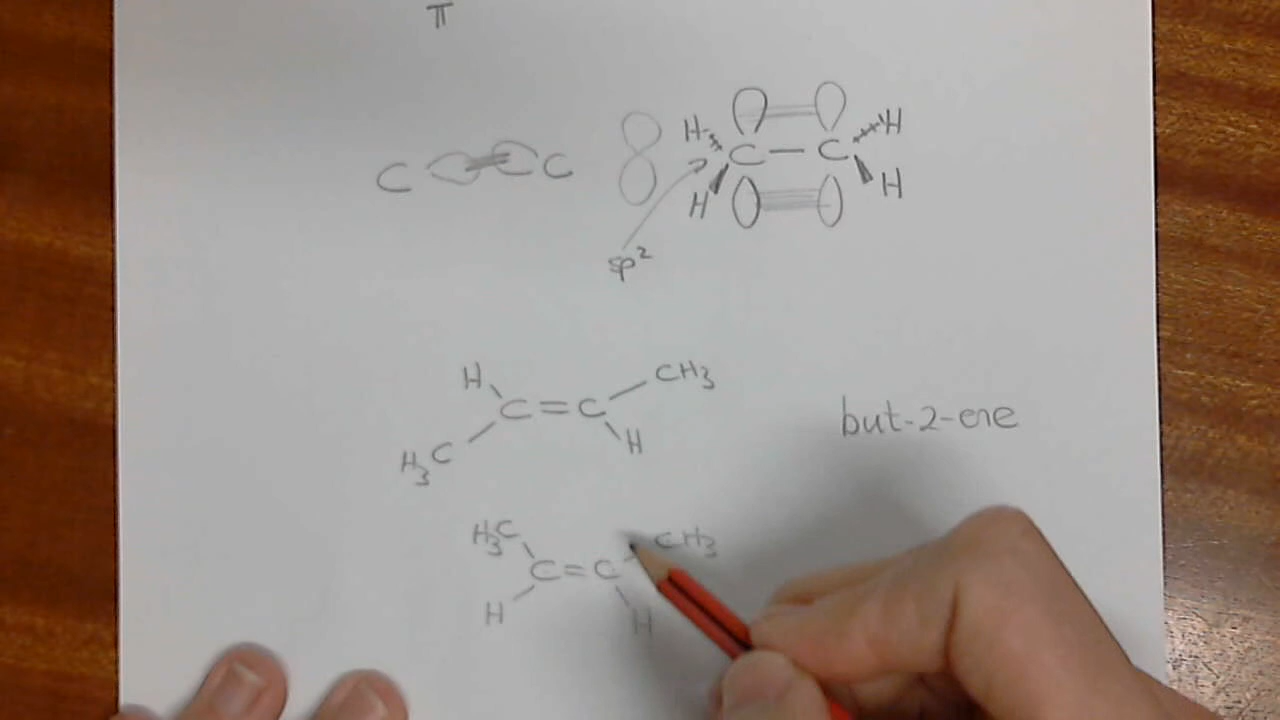 π
H H
C C C — C
H H
sp²
H CH₃
C = C
H₃C H
but-2-ene
H₃C CH₃
C = C
H H